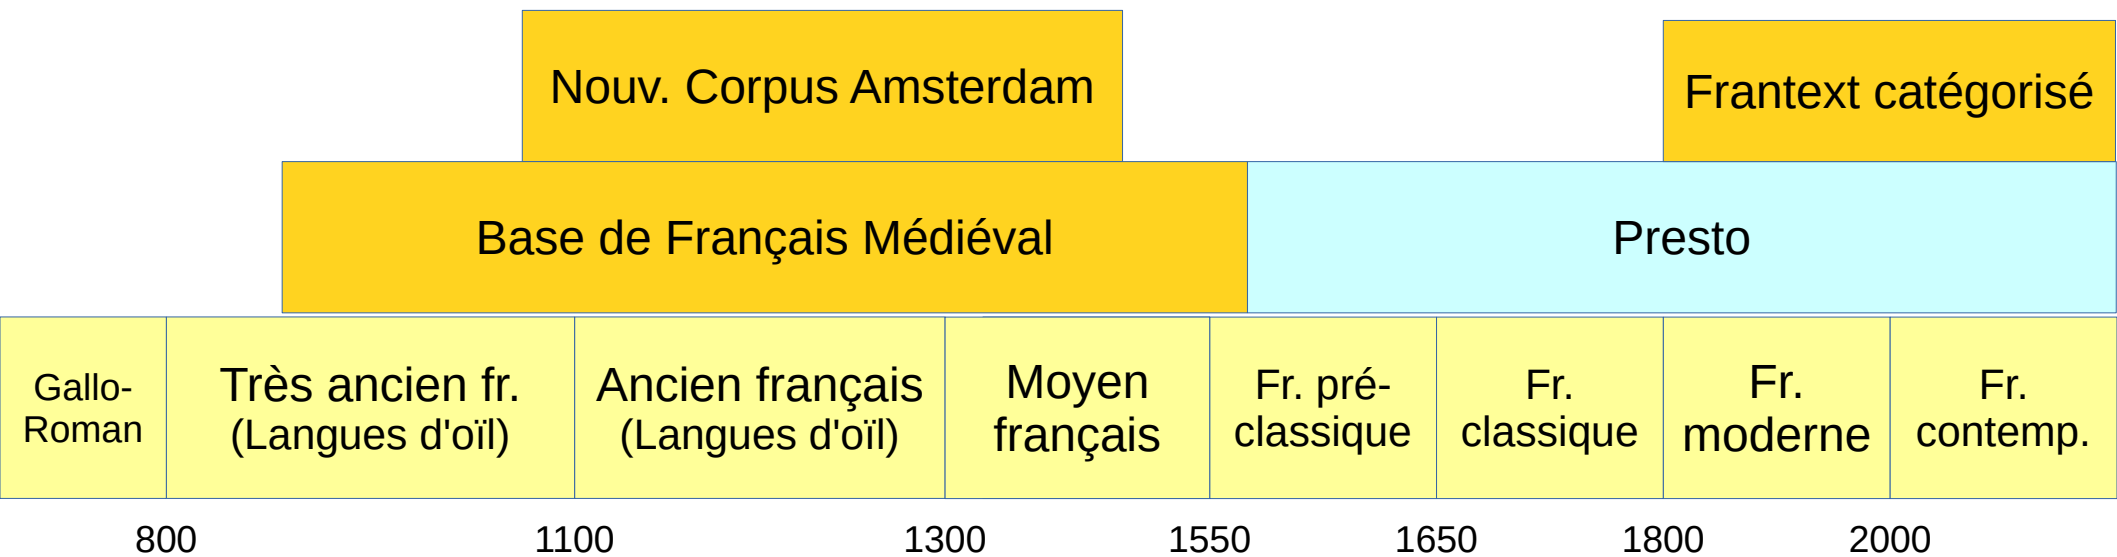 Nouv. Corpus Amsterdam
Frantext catégorisé
Base de Français Médiéval
Presto
Gallo-
Roman
Très ancien fr.
(Langues d'oïl)
Ancien français
(Langues d'oïl)
Moyen
français
Fr. pré-
classique
Fr.
classique
Fr.
moderne
Fr.
contemp.
800
1100
1300
1550
1650
1800
2000